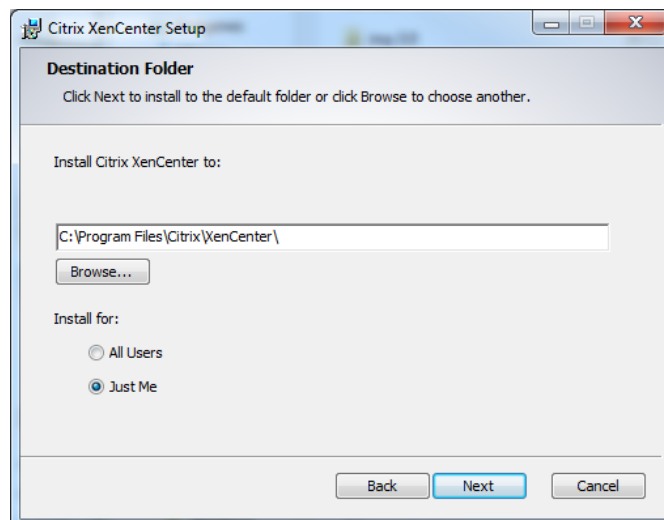 Citrix XenCenter Setup
Destination Folder
Click Next to install to the default folder or click Browse to choose another.
Install Citrix XenCenter to:
C:\Program Files\Citrix\XenCenter\
Browse...
Install for:
All Users
Just Me
Back Next Cancel